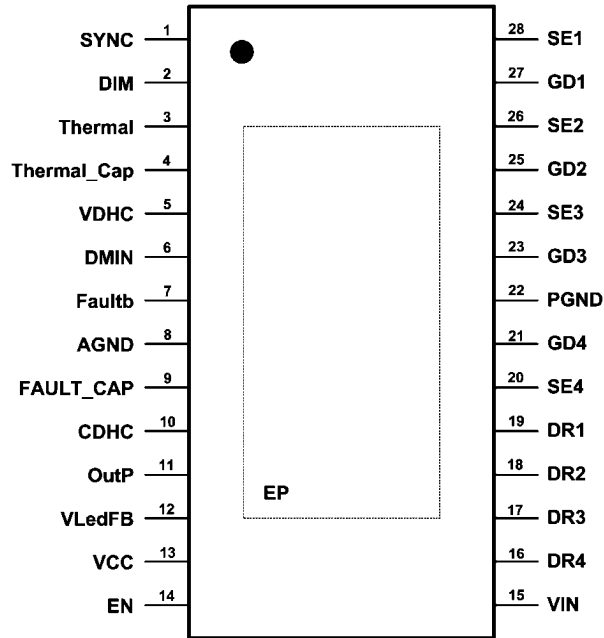 SYNC 1 28 SE1
DIM 2 27 GD1
Thermal 3 26 SE2
Thermal_Cap 4 25 GD2
VDHC 5 24 SE3
DMIN 6 23 GD3
Faultb 7 22 PGND
AGND 8 21 GD4
FAULT_CAP 9 20 SE4
CDHC 10 19 DR1
OutP 11 18 DR2
EP
VLedFB 12 17 DR3
VCC 13 16 DR4
EN 14 15 VIN